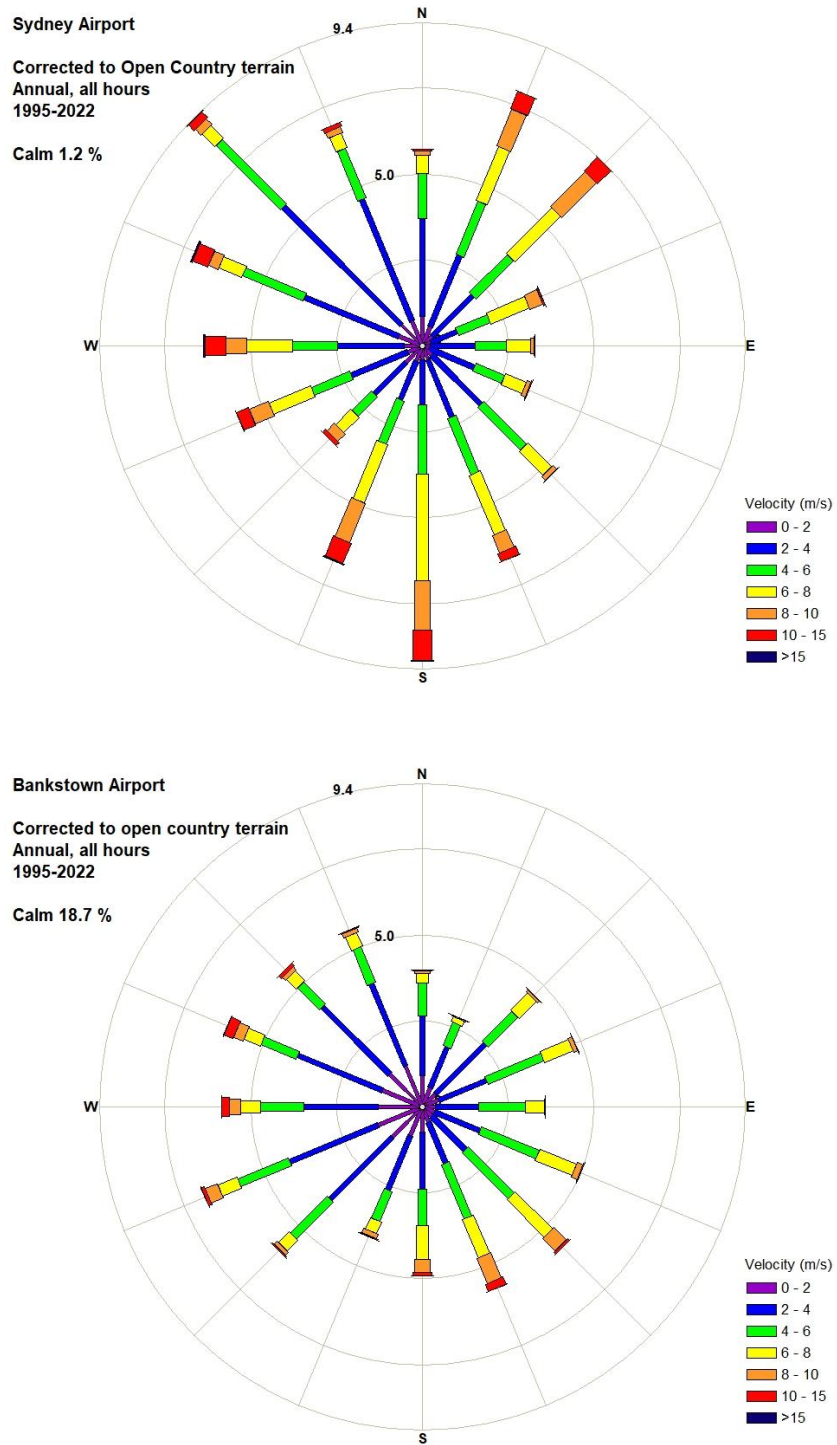 Sydney Airport
Corrected to Open Country terrain
Annual, all hours
1995-2022
Calm 1.2 %
N
9.4
5.0
W
E
S
Velocity (m/s)
0 - 2
2 - 4
4 - 6
6 - 8
8 - 10
10 - 15
>15
Bankstown Airport
Corrected to open country terrain
Annual, all hours
1995-2022
Calm 18.7 %
N
9.4
5.0
W
E
S
Velocity (m/s)
0 - 2
2 - 4
4 - 6
6 - 8
8 - 10
10 - 15
>15